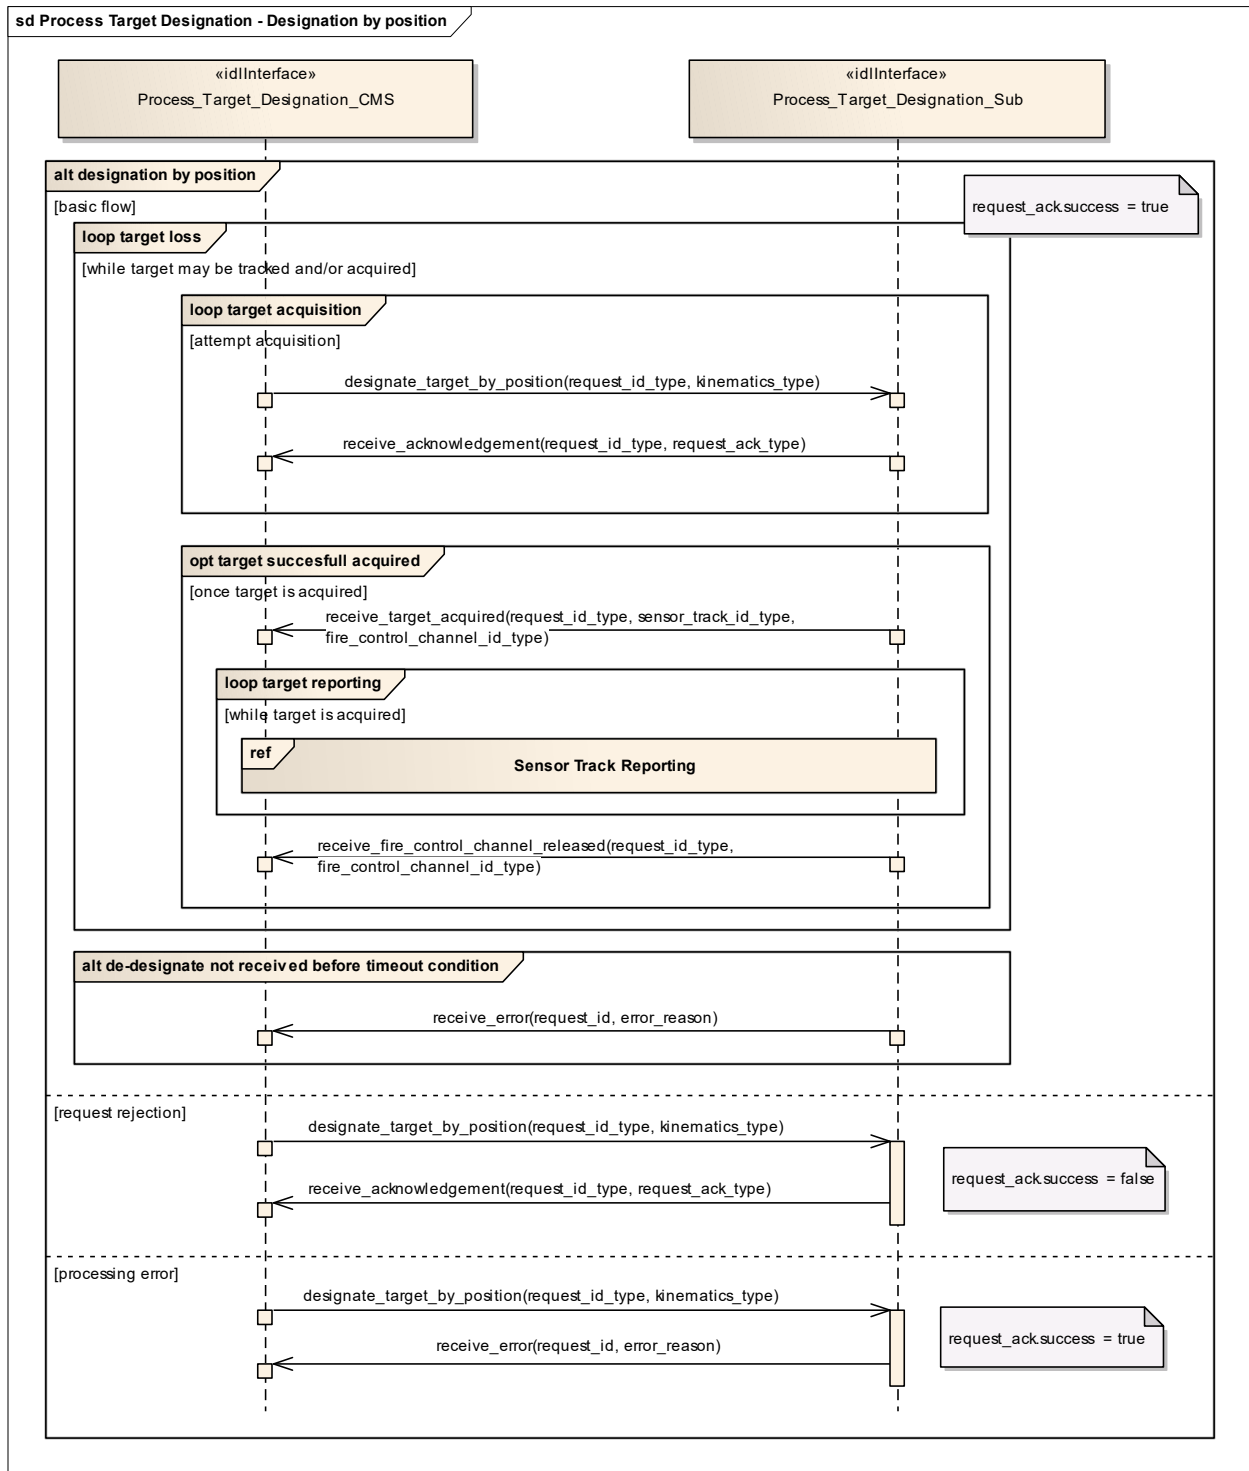 sd Process Target Designation - Designation by position
«idlInterface»
Process_Target_Designation_CMS
«idlInterface»
Process_Target_Designation_Sub
alt designation by position
[basic flow]
request_ack.success = true
loop target loss
[while target may be tracked and/or acquired]
loop target acquisition
[attempt acquisition]
designate_target_by_position(request_id_type, kinematics_type)
receive_acknowledgement(request_id_type, request_ack_type)
opt target succesfull acquired
[once target is acquired]
receive_target_acquired(request_id_type, sensor_track_id_type,
fire_control_channel_id_type)
loop target reporting
[while target is acquired]
ref
Sensor Track Reporting
receive_fire_control_channel_released(request_id_type,
fire_control_channel_id_type)
alt de-designate not received before timeout condition
receive_error(request_id, error_reason)
[request rejection]
designate_target_by_position(request_id_type, kinematics_type)
request_ack.success = false
receive_acknowledgement(request_id_type, request_ack_type)
[processing error]
designate_target_by_position(request_id_type, kinematics_type)
request_ack.success = true
receive_error(request_id, error_reason)